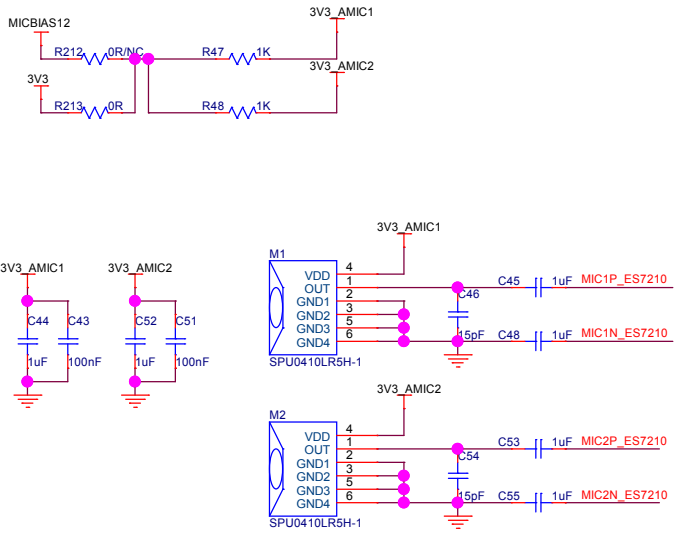 3V3_AMIC1
MICBIAS12
R212 0R/NC R47 1K
3V3_AMIC2
3V3
R213 0R R48 1K
3V3_AMIC1
M1
3V3_AMIC1 3V3_AMIC2
4
VDD
1
OUT
C45 1uF MIC1P_ES7210
2
GND1
C46
3
GND2
C44 C43 C52 C51
5
GND3
6
GND4
15pF C48 1uF MIC1N_ES7210
1uF 100nF 1uF 100nF
SPU0410LR5H-1
3V3_AMIC2
M2
4
VDD
1
OUT
C53 1uF MIC2P_ES7210
2
GND1
C54
3
GND2
5
GND3
6
GND4
15pF C55 1uF MIC2N_ES7210
SPU0410LR5H-1